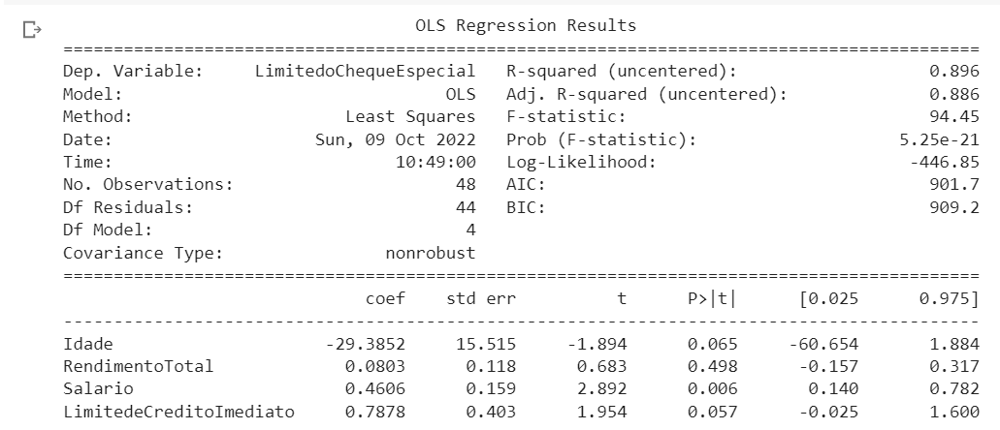 OLS Regression Results
==============================================================================
Dep. Variable: LimitedoChequeEspecial R-squared (uncentered): 0.896
Model: OLS Adj. R-squared (uncentered): 0.886
Method: Least Squares F-statistic: 94.45
Date: Sun, 09 Oct 2022 Prob (F-statistic): 5.25e-21
Time: 10:49:00 Log-Likelihood: -446.85
No. Observations: 48 AIC: 901.7
Df Residuals: 44 BIC: 909.2
Df Model: 4
Covariance Type: nonrobust
==============================================================================
coef std err t P>|t| [0.025 0.975]
------------------------------------------------------------------------------
Idade -29.3852 15.515 -1.894 0.065 -60.654 1.884
RendimentoTotal 0.0803 0.118 0.683 0.498 -0.157 0.317
Salario 0.4606 0.159 2.892 0.006 0.140 0.782
LimitedeCreditoImediato 0.7878 0.403 1.954 0.057 -0.025 1.600